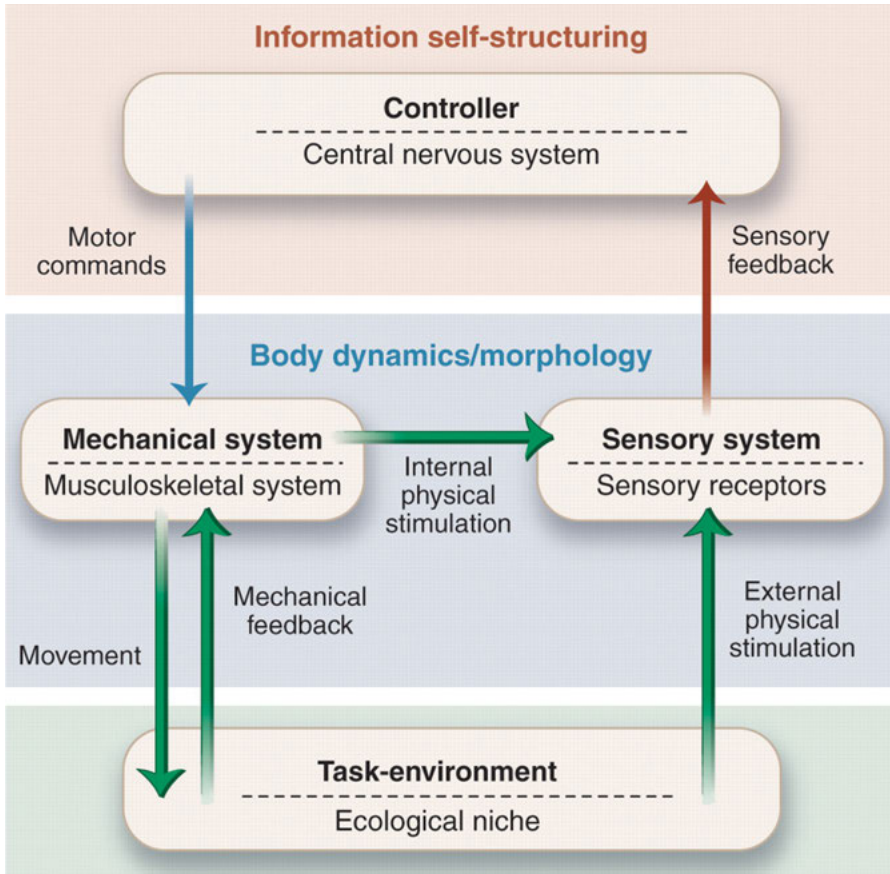 Information self-structuring
Controller
Central nervous system
Motor
commands
Sensory
feedback
Body dynamics/morphology
Mechanical system
Musculoskeletal system
Internal
physical
stimulation
Sensory system
Sensory receptors
Movement
Mechanical
feedback
External
physical
stimulation
Task-environment
Ecological niche